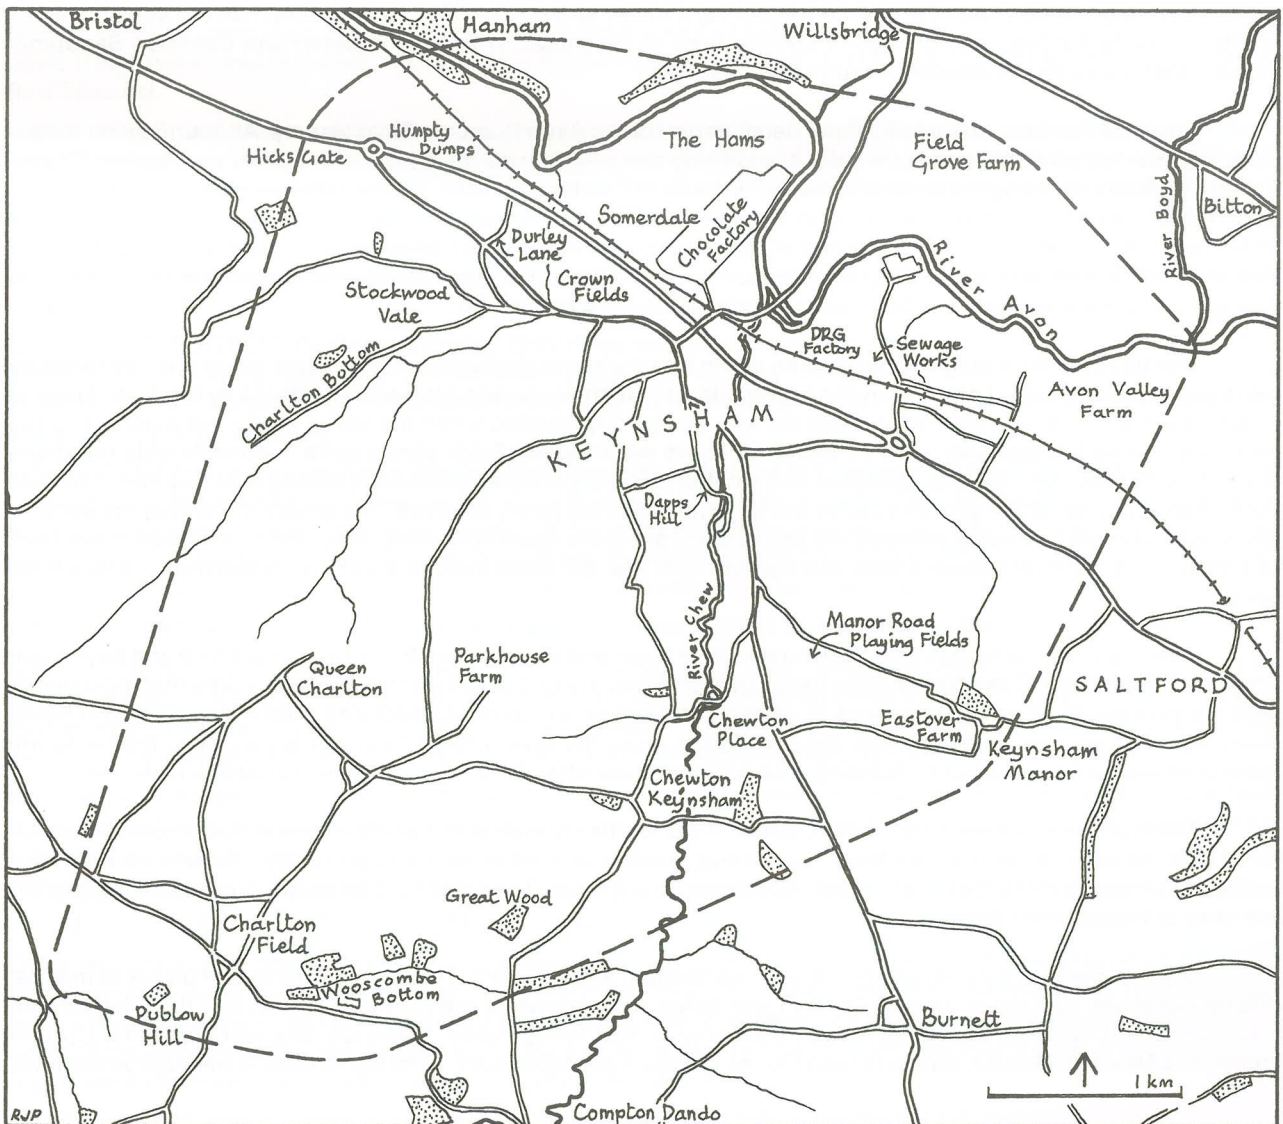 Bristol
Hanham
Willsbridge
Humpty
Dumps
Hicks Gate
The Hams
Field
Grove Farm
River Boyd
Bitton
Somerdale
Chocolate
Factory
Durley
Lane
Crown
Fields
River Avon
Stockwood
Vale
DRG
Factory
Sewage
Works
Charlton Bottom
Avon Valley
Farm
KEYNSHAM
Dapps
Hill
River Chew
Manor Road
Playing Fields
Queen
Charlton
Parkhouse
Farm
SALTFORD
Chewton
Place
Eastover
Farm
Keynsham
Manor
Chewton
Keynsham
Great Wood
Charlton
Field
Wooscombe
Bottom
Publow
Hill
Burnett
1 km
Compton Dando
RJP